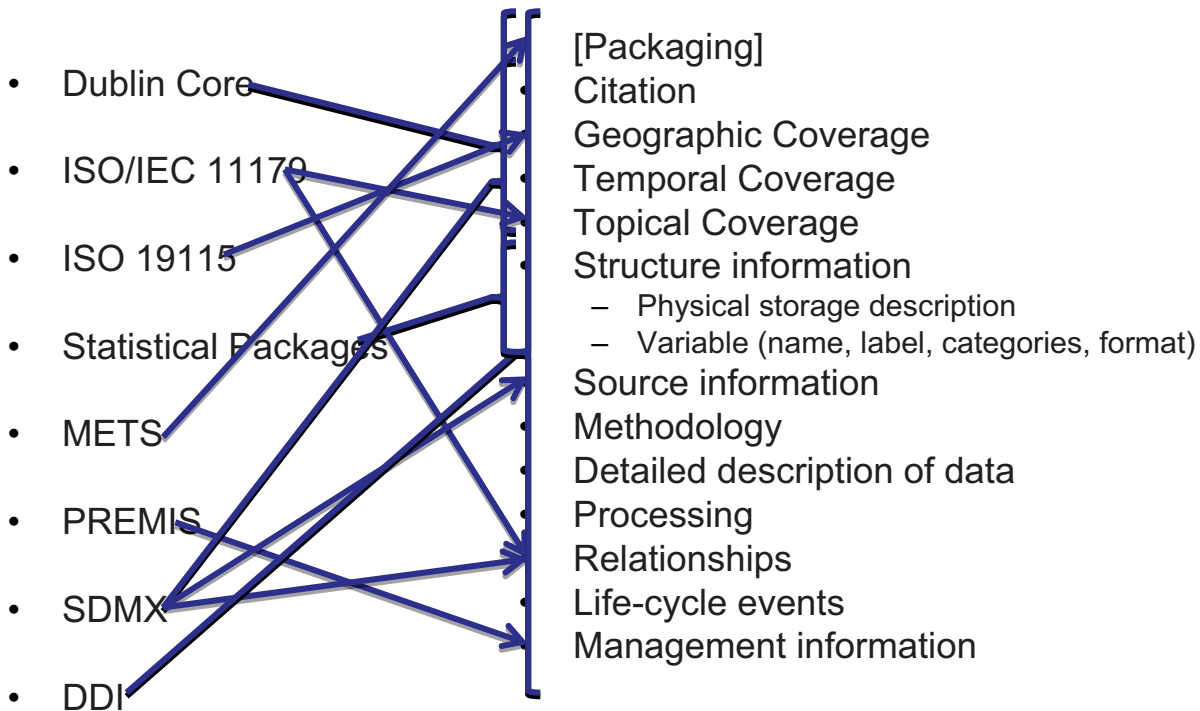 • Dublin Core
• ISO/IEC 11179
• ISO 19115
• Statistical Packages
• METS
• PREMIS
• SDMX
• DDI
[Packaging]
• Citation
• Geographic Coverage
• Temporal Coverage
• Topical Coverage
• Structure information
– Physical storage description
– Variable (name, label, categories, format)
• Source information
• Methodology
• Detailed description of data
• Processing
• Relationships
• Life-cycle events
• Management information